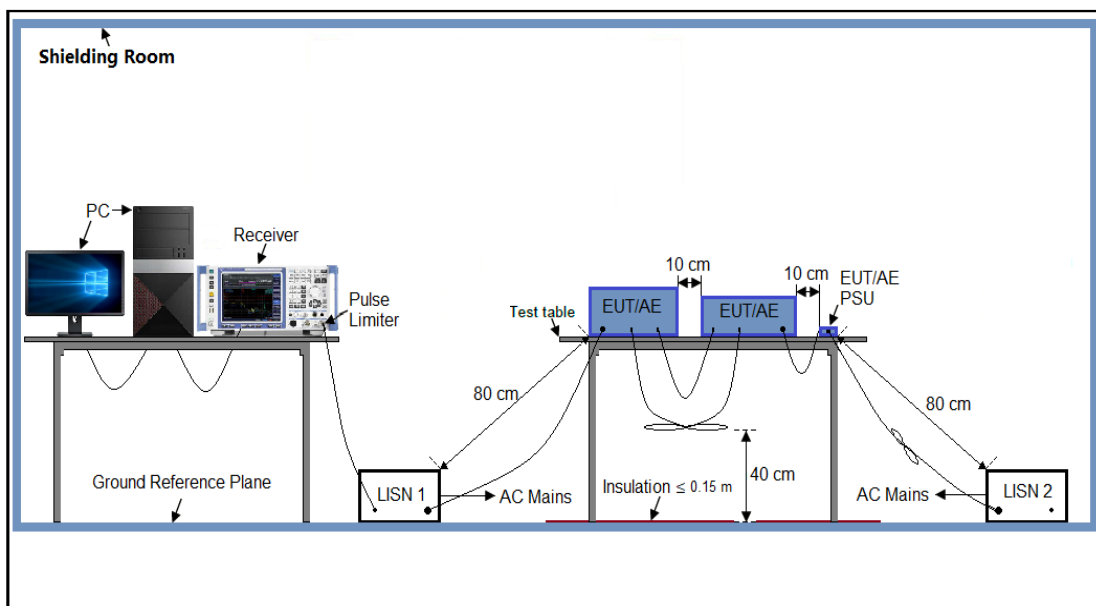 Shielding Room
PC
Receiver
Pulse
Limiter
10 cm
10 cm
EUT/AE
PSU
EUT/AE
EUT/AE
Test table
80 cm
80 cm
40 cm
Ground Reference Plane
LISN 1
AC Mains
Insulation ≤ 0.15 m
AC Mains
LISN 2